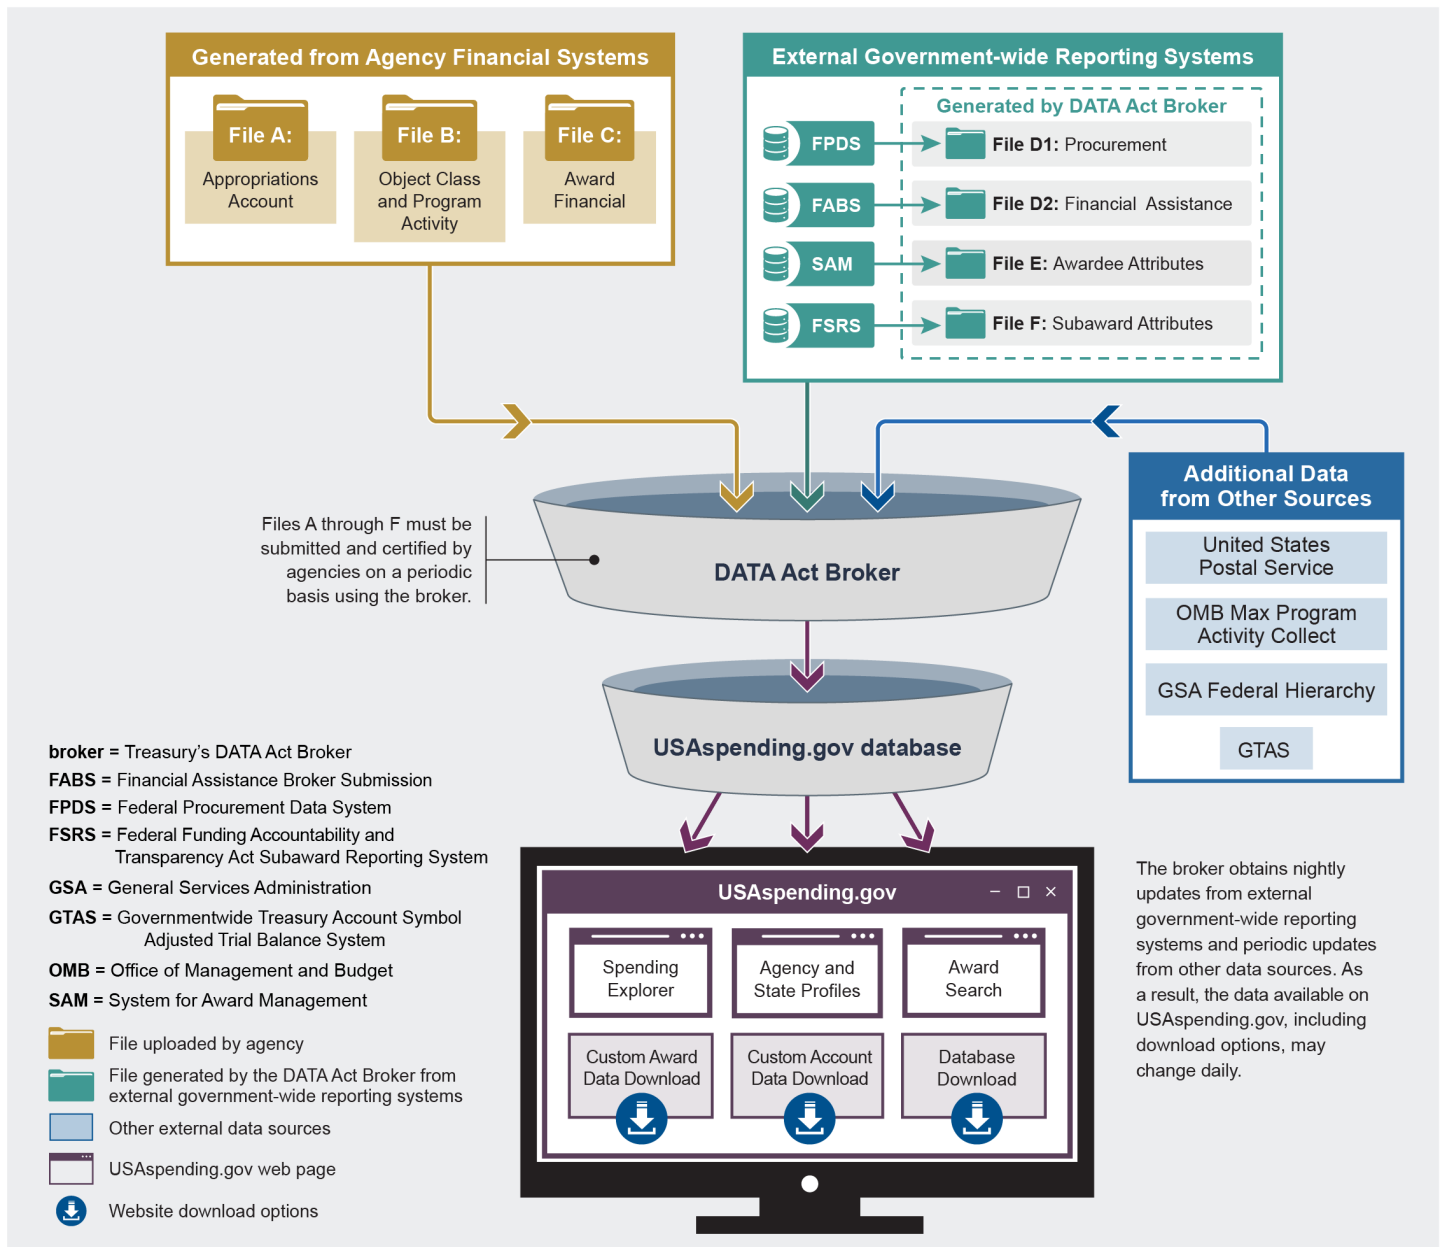 Generated from Agency Financial Systems
File A:
Appropriations
Account
File B:
Object Class
and Program
Activity
File C:
Award
Financial
External Government-wide Reporting Systems
Generated by DATA Act Broker
FPDS
File D1: Procurement
FABS
File D2: Financial Assistance
SAM
File E: Awardee Attributes
FSRS
File F: Subaward Attributes
Additional Data
from Other Sources
United States
Postal Service
OMB Max Program
Activity Collect
GSA Federal Hierarchy
GTAS
Files A through F must be
submitted and certified by
agencies on a periodic
basis using the broker.
DATA Act Broker
USAspending.gov database
broker = Treasury’s DATA Act Broker
FABS = Financial Assistance Broker Submission
FPDS = Federal Procurement Data System
FSRS = Federal Funding Accountability and
Transparency Act Subaward Reporting System
GSA = General Services Administration
GTAS = Governmentwide Treasury Account Symbol
Adjusted Trial Balance System
OMB = Office of Management and Budget
SAM = System for Award Management
File uploaded by agency
File generated by the DATA Act Broker from
external government-wide reporting systems
Other external data sources
USAspending.gov web page
Website download options
USAspending.gov
Spending
Explorer
Agency and
State Profiles
Award
Search
Custom Award
Data Download
Custom Account
Data Download
Database
Download
The broker obtains nightly
updates from external
government-wide reporting
systems and periodic updates
from other data sources. As
a result, the data available on
USAspending.gov, including
download options, may
change daily.